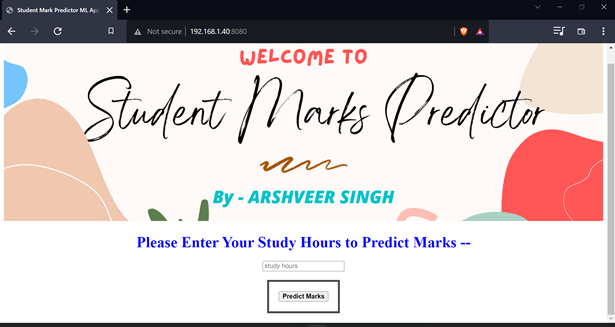 Student Mark Predictor ML Ap
Not secure 192.168.1.40:8080
WELCOME TO
Student Marks Predictor
By - ARSHVEER SINGH
Please Enter Your Study Hours to Predict Marks --
study hours
Predict Marks